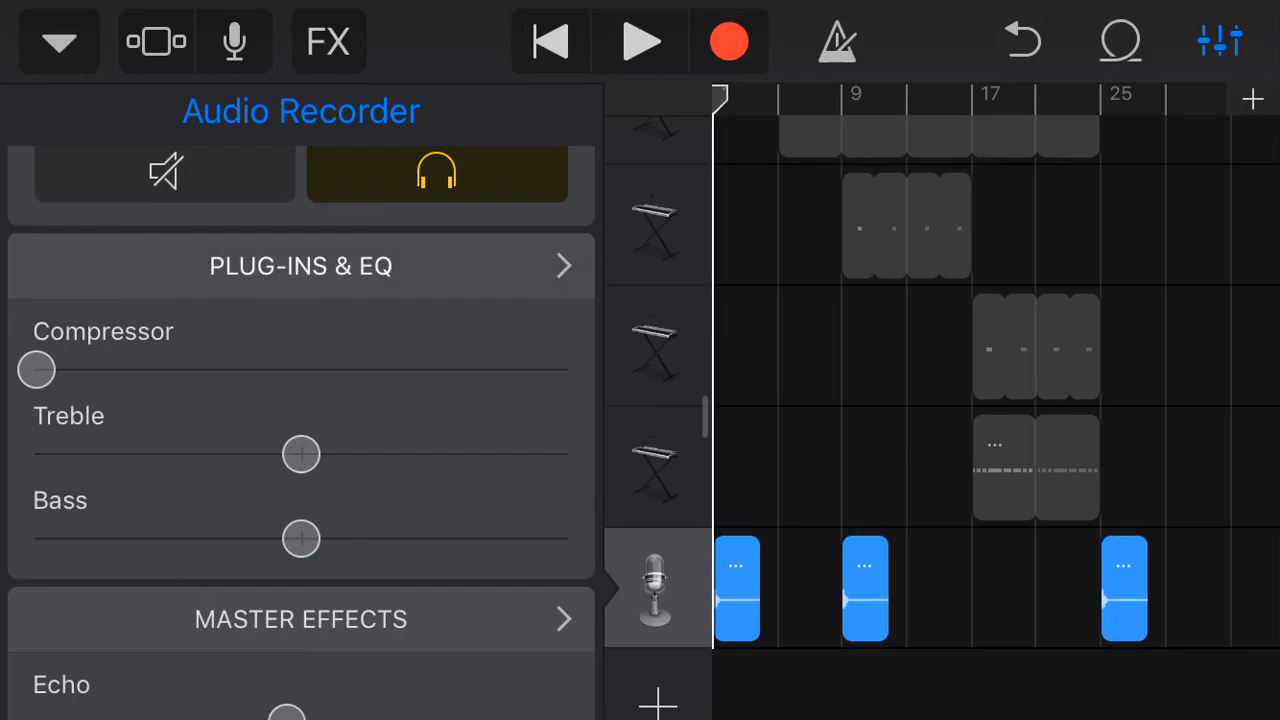 FX
Audio Recorder
9
17
25
PLUG-INS & EQ
Compressor
Treble
Bass
MASTER EFFECTS
Echo